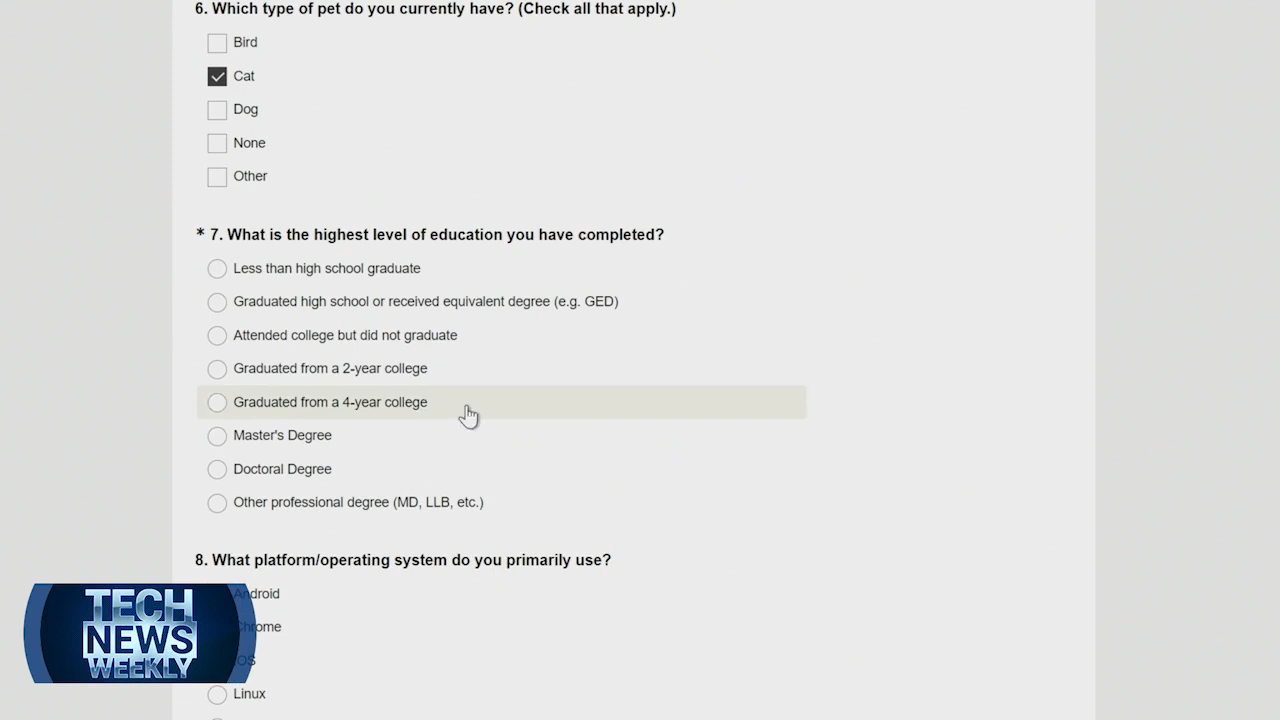 6. Which type of pet do you currently have? (Check all that apply.)
Bird
Cat
Dog
None
Other
* 7. What is the highest level of education you have completed?
Less than high school graduate
Graduated high school or received equivalent degree (e.g. GED)
Attended college but did not graduate
Graduated from a 2-year college
Graduated from a 4-year college
Master's Degree
Doctoral Degree
Other professional degree (MD, LLB, etc.)
8. What platform/operating system do you primarily use?
Android
Chrome
iOS
Linux
TECH
NEWS
WEEKLY